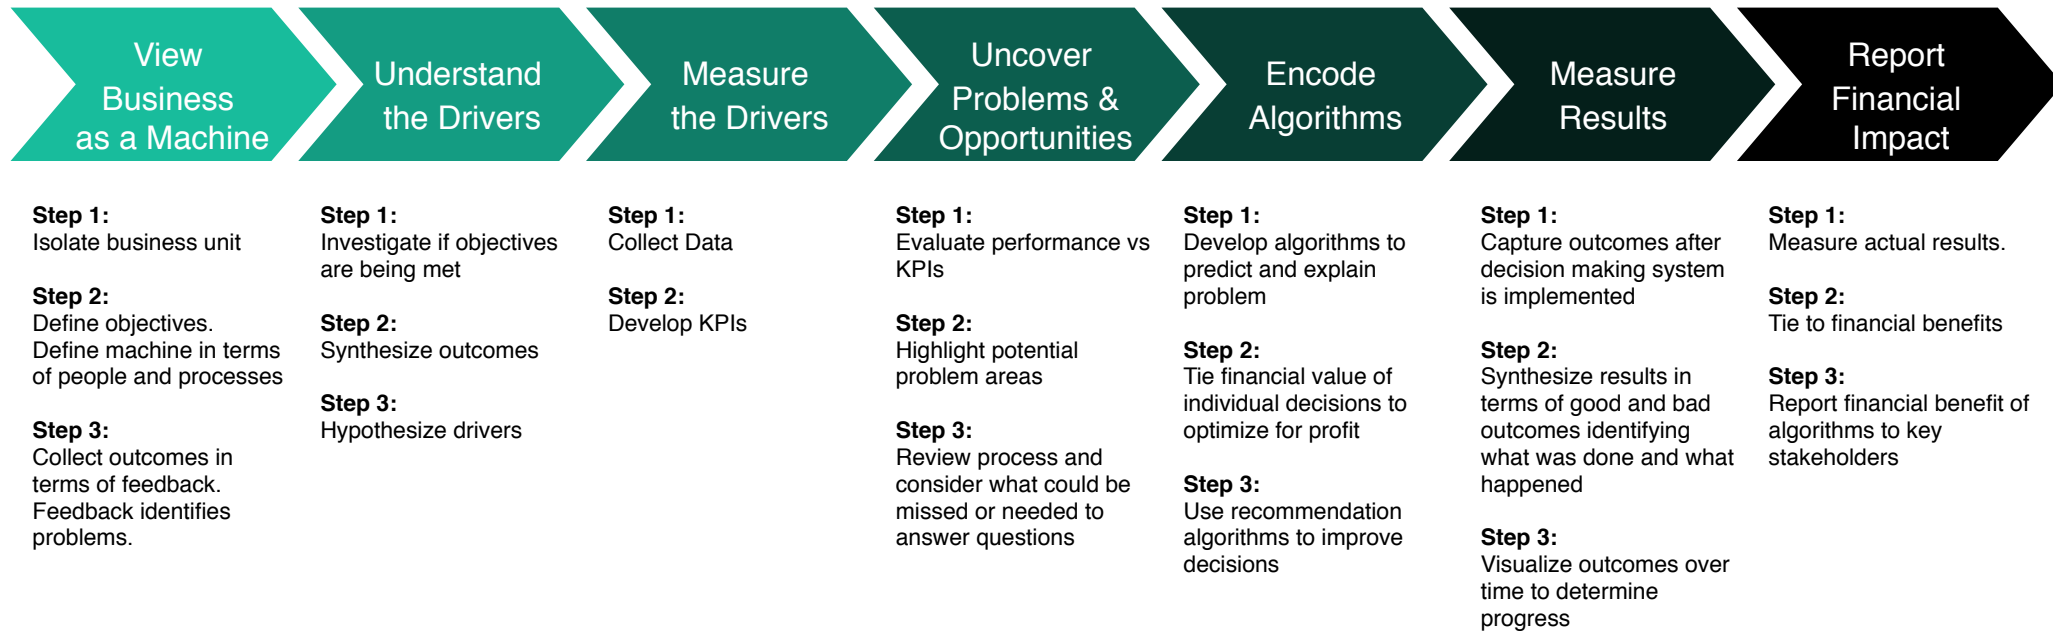 View
Business
as a Machine
Understand
the Drivers
Measure
the Drivers
Uncover
Problems &
Opportunities
Encode
Algorithms
Measure
Results
Report
Financial
Impact
Step 1:
Isolate business unit
Step 2:
Define objectives.
Define machine in terms
of people and processes
Step 3:
Collect outcomes in
terms of feedback.
Feedback identifies
problems.
Step 1:
Investigate if objectives
are being met
Step 2:
Synthesize outcomes
Step 3:
Hypothesize drivers
Step 1:
Collect Data
Step 2:
Develop KPIs
Step 1:
Evaluate performance vs
KPIs
Step 2:
Highlight potential
problem areas
Step 3:
Review process and
consider what could be
missed or needed to
answer questions
Step 1:
Develop algorithms to
predict and explain
problem
Step 2:
Tie financial value of
individual decisions to
optimize for profit
Step 3:
Use recommendation
algorithms to improve
decisions
Step 1:
Capture outcomes after
decision making system
is implemented
Step 2:
Synthesize results in
terms of good and bad
outcomes identifying
what was done and what
happened
Step 3:
Visualize outcomes over
time to determine
progress
Step 1:
Measure actual results.
Step 2:
Tie to financial benefits
Step 3:
Report financial benefit of
algorithms to key
stakeholders